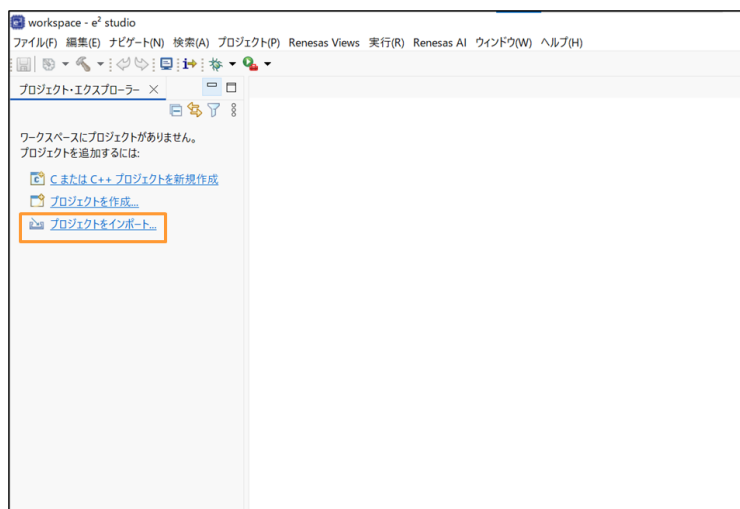 workspace - e² studio
ファイル(F) 編集(E) ナビゲート(N) 検索(A) プロジェクト(P) Renesas Views 実行(R) Renesas AI ウィンドウ(W) ヘルプ(H)
プロジェクト・エクスプローラー
ワークスペースにプロジェクトがありません。
プロジェクトを追加するには:
C または C++ プロジェクトを新規作成
プロジェクトを作成...
プロジェクトをインポート...